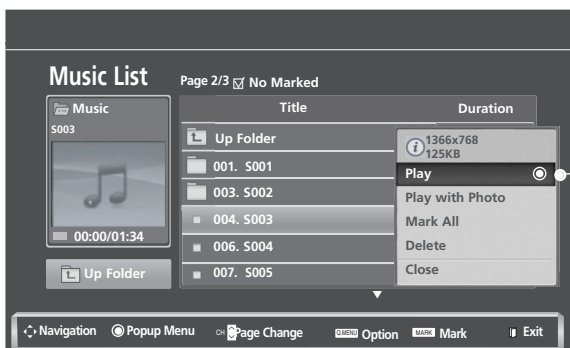 Music List
Page 2/3 No Marked
Music
S003
00:00/01:34
Up Folder
Title Duration
Up Folder
001. S001
003. S002
004. S003
006. S004
007. S005
1366x768
125KB
Play
Play with Photo
Mark All
Delete
Close
Navigation Popup Menu CH Page Change Q.MENU Option MARK Mark Exit